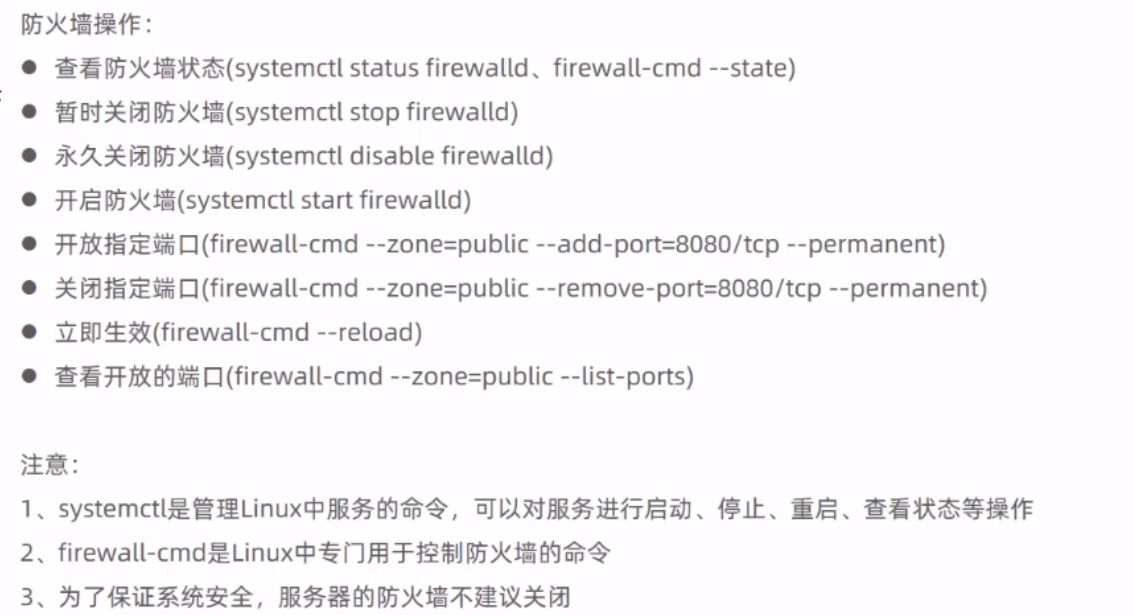 防火墙操作：
● 查看防火墙状态(systemctl status firewalld、firewall-cmd --state)
● 暂时关闭防火墙(systemctl stop firewalld)
● 永久关闭防火墙(systemctl disable firewalld)
● 开启防火墙(systemctl start firewalld)
● 开放指定端口(firewall-cmd --zone=public --add-port=8080/tcp --permanent)
● 关闭指定端口(firewall-cmd --zone=public --remove-port=8080/tcp --permanent)
● 立即生效(firewall-cmd --reload)
● 查看开放的端口(firewall-cmd --zone=public --list-ports)
注意：
1、systemctl是管理Linux中服务的命令，可以对服务进行启动、停止、重启、查看状态等操作
2、firewall-cmd是Linux中专门用于控制防火墙的命令
3、为了保证系统安全，服务器的防火墙不建议关闭